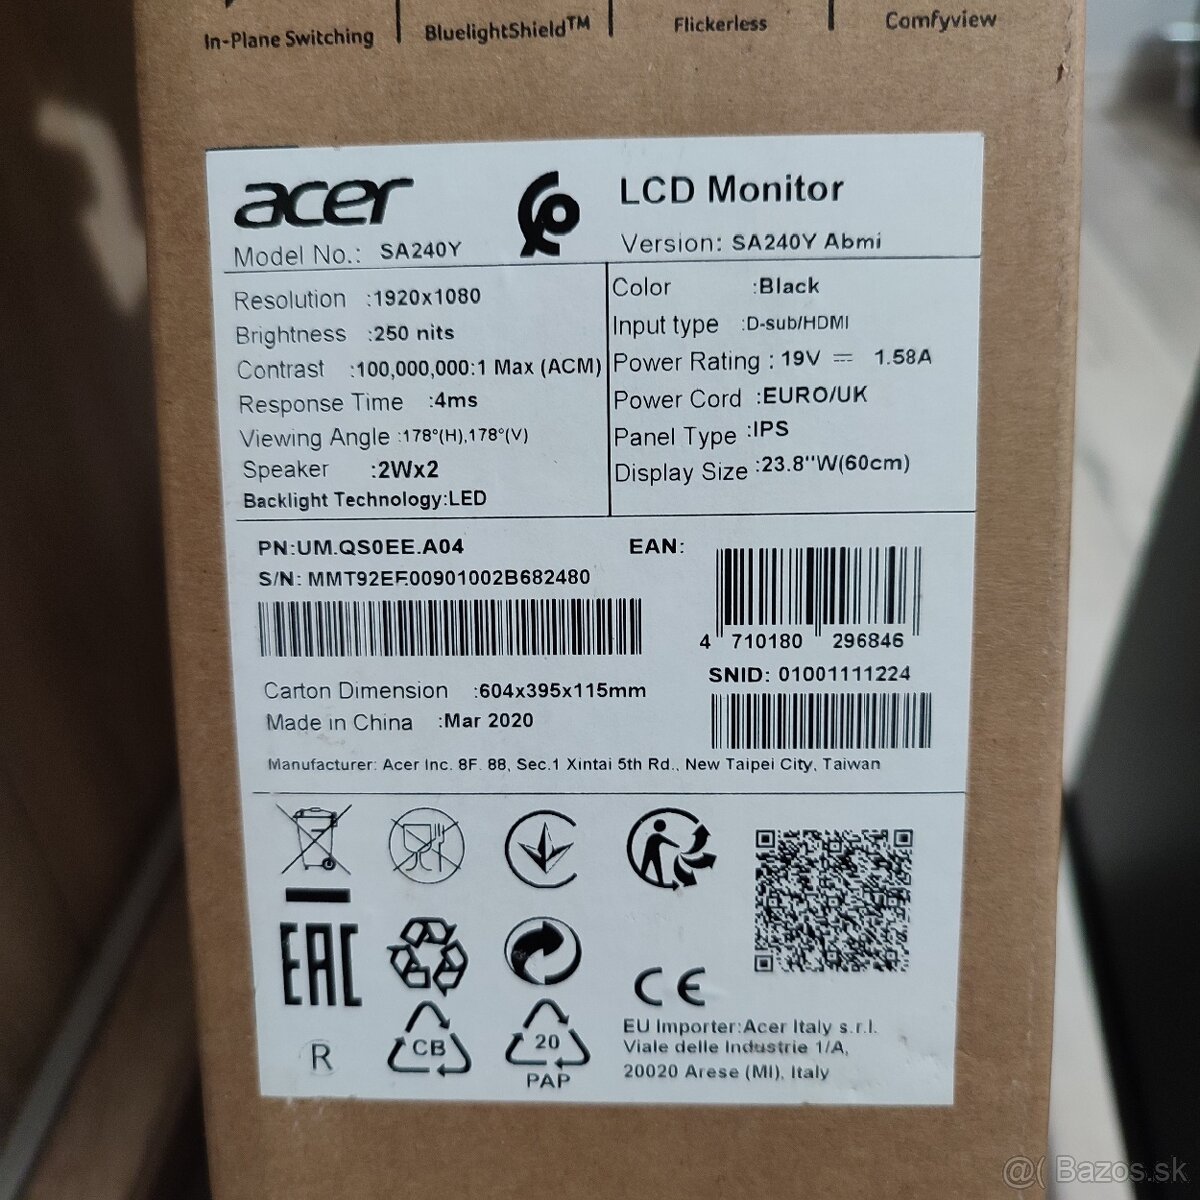 In-Plane Switching | BluelightShield™ | Flickerless | Comfyview
acer
Model No.: SA240Y
LCD Monitor
Version: SA240Y Abmi
Resolution :1920x1080
Brightness :250 nits
Contrast :100,000,000:1 Max (ACM)
Response Time :4ms
Viewing Angle :178°(H),178°(V)
Speaker :2Wx2
Backlight Technology:LED
Color :Black
Input type :D-sub/HDMI
Power Rating : 19V ⎓ 1.58A
Power Cord :EURO/UK
Panel Type :IPS
Display Size :23.8"W(60cm)
PN:UM.QS0EE.A04
S/N: MMT92EF00901002B682480
EAN:
4 710180 296846
SNID: 01001111224
Carton Dimension :604x395x115mm
Made in China :Mar 2020
Manufacturer: Acer Inc. 8F. 88, Sec.1 Xintai 5th Rd., New Taipei City, Taiwan
EAC
R
CB
20
PAP
CE
EU Importer:Acer Italy s.r.l.
Viale delle Industrie 1/A,
20020 Arese (MI), Italy
@( Bazos.sk